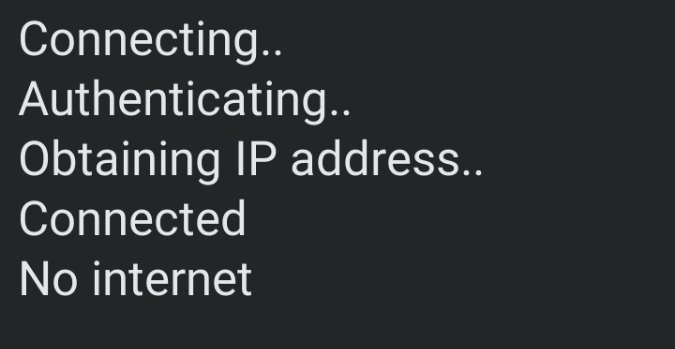 Connecting..
Authenticating..
Obtaining IP address..
Connected
No internet